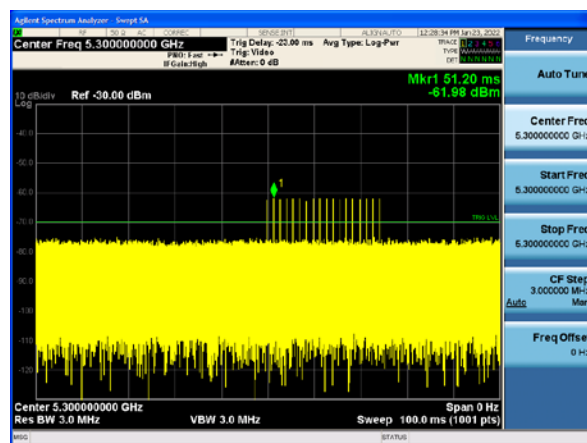 Agilent Spectrum Analyzer - Swept SA
RF 50 Ω AC CORREC SENSE:INT ALIGNAUTO 12:28:34 PM Jan 23, 2022
Center Freq 5.300000000 GHz
PNO: Fast
IFGain:High
Trig Delay: -23.00 ms
Trig: Video
#Atten: 0 dB
Avg Type: Log-Pwr
TRACE 1 2 3 4 5 6
TYPE
DET N N N N N N
Mkr1 51.20 ms
-61.98 dBm
10 dB/div
Log
Ref -30.00 dBm
-40.0
-50.0
-60.0
-70.0
-80.0
-90.0
-100
-110
-120
1
TRIG LVL
Center 5.300000000 GHz
Span 0 Hz
Res BW 3.0 MHz
VBW 3.0 MHz
Sweep 100.0 ms (1001 pts)
MSG
STATUS
Frequency
Auto Tune
Center Freq
5.300000000 GHz
Start Freq
5.300000000 GHz
Stop Freq
5.300000000 GHz
CF Step
3.000000 MHz
Auto Man
Freq Offset
0 Hz